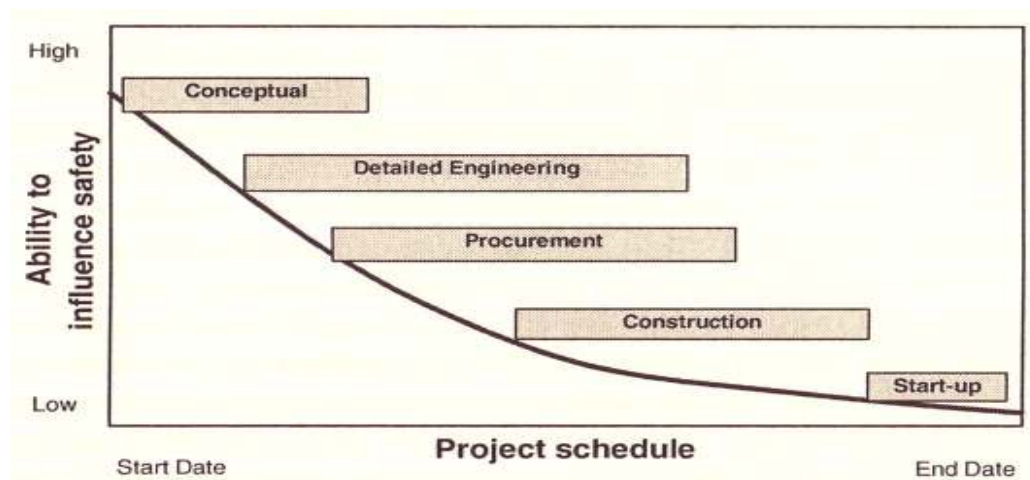 High
Conceptual
Detailed Engineering
Procurement
Construction
Start-up
Low
Ability to
influence safety
Project schedule
Start Date
End Date